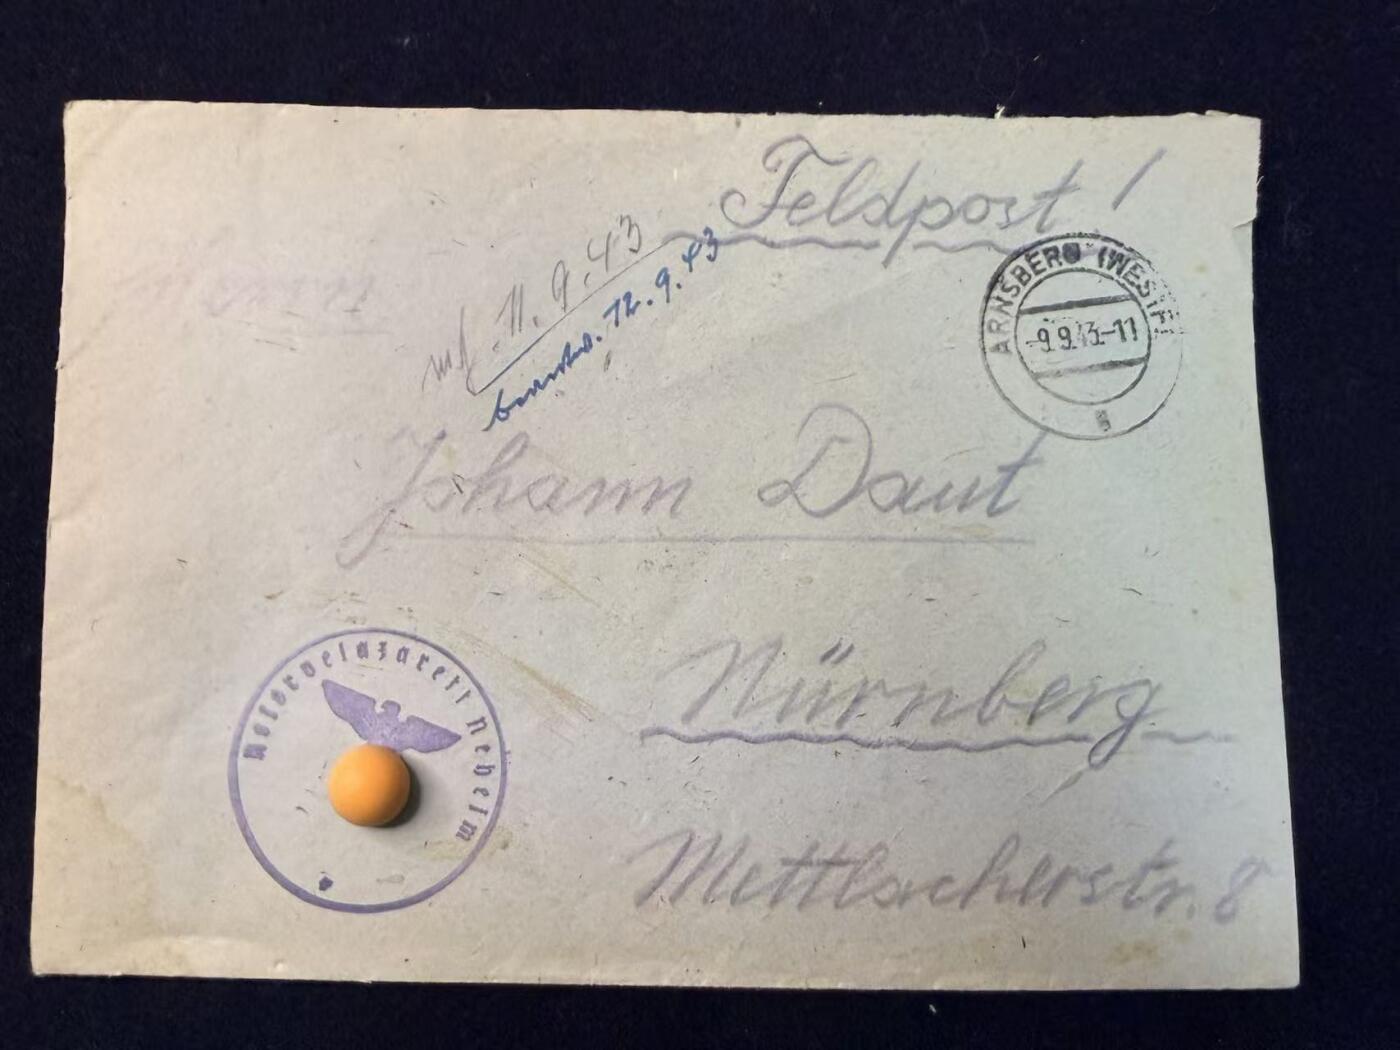 Feldpost!
erh. 11.9.43
beantw. 12.9.43
ARNSBERG (WESTF)
-9.9.43.-11
a
Johann Daut
Nürnberg
Mettlacherstr. 8
Reservelazarett Neheim